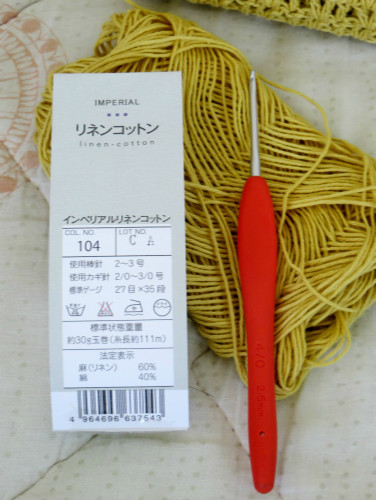 IMPERIAL
リネンコットン
linen-cotton
インペリアルリネンコットン
COL. NO.
LOT NO.
104
C
使用棒針 2〜3号
使用カギ針 2/0〜3/0号
標準ゲージ 27目×35段
標準状態重量
約30g玉巻(糸長約111m)
法定表示
麻(リネン) 60%
綿 40%
4 964696 637543
4/0 2.5mm